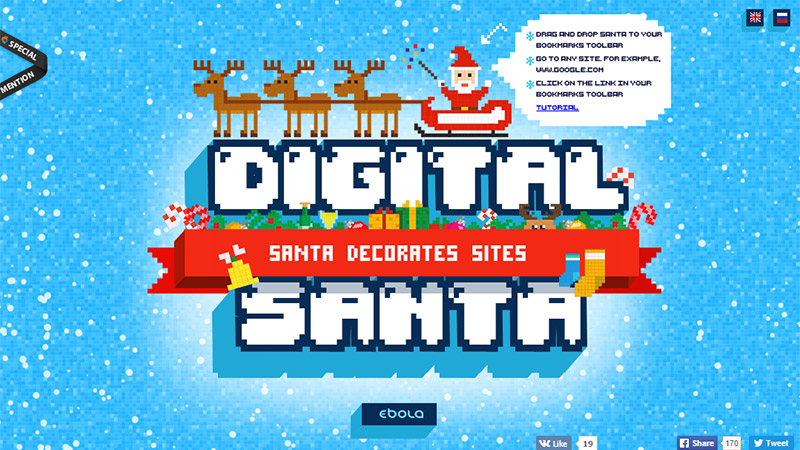 SPECIAL
MENTION
DRAG AND DROP SANTA TO YOUR
BOOKMARKS TOOLBAR
GO TO ANY SITE. FOR EXAMPLE,
WWW.GOOGLE.COM
CLICK ON THE LINK IN YOUR
BOOKMARKS TOOLBAR
TUTORIAL
DIGITAL
SANTA DECORATES SITES
SANTA
ebola
Like 19
Share 170
Tweet